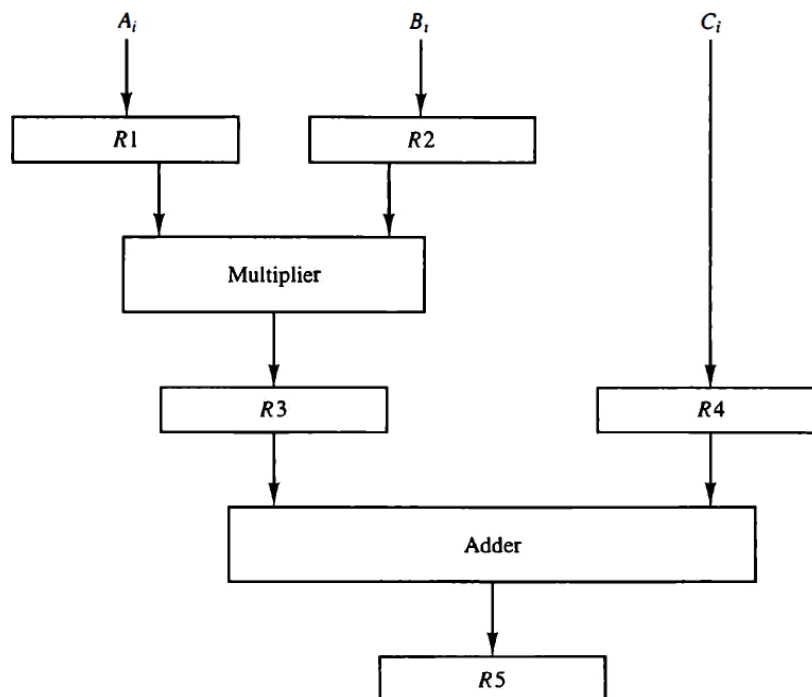 Ai Bi Ci
R1 R2
Multiplier
R3 R4
Adder
R5